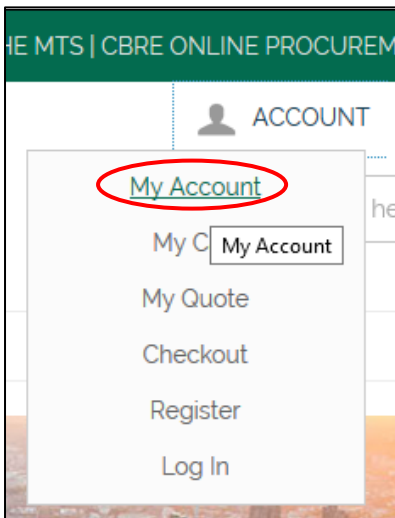 HE MTS | CBRE ONLINE PROCUREM
ACCOUNT
My Account
he
My C
My Account
My Quote
Checkout
Register
Log In